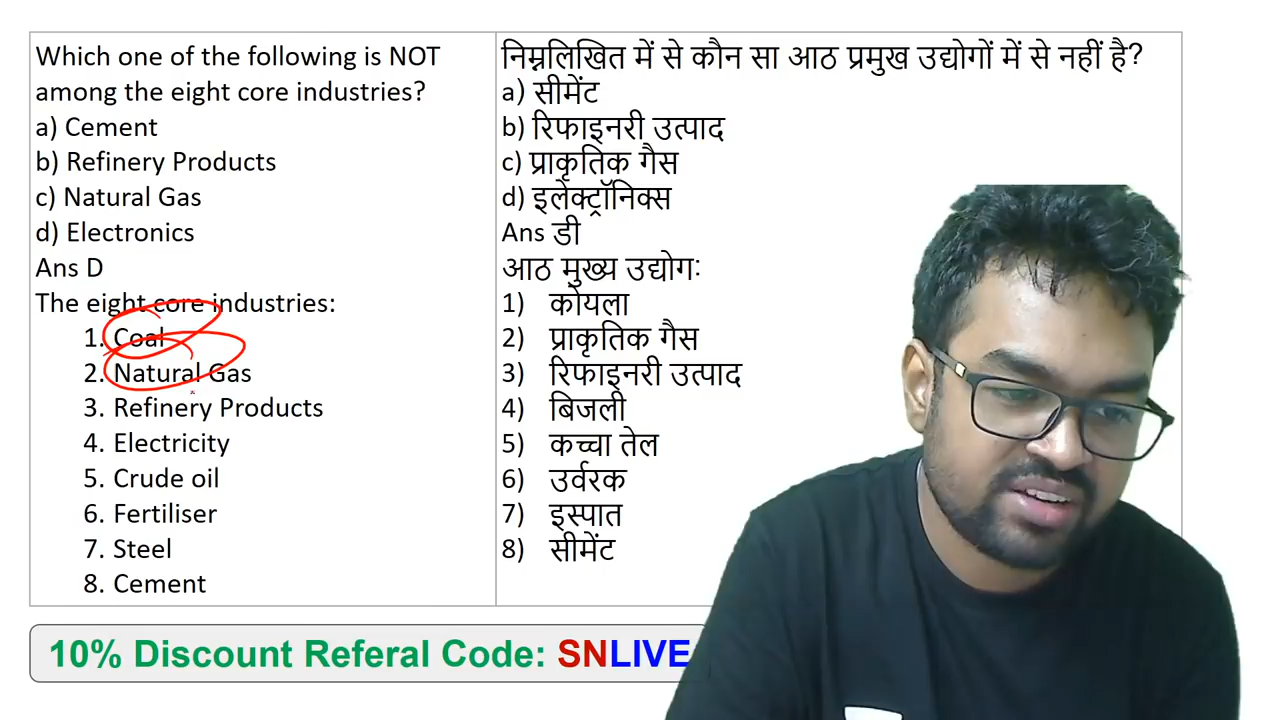 Which one of the following is NOT
among the eight core industries?
a) Cement
b) Refinery Products
c) Natural Gas
d) Electronics
Ans D
The eight core industries:
1. Coal
2. Natural Gas
3. Refinery Products
4. Electricity
5. Crude oil
6. Fertiliser
7. Steel
8. Cement
निम्नलिखित में से कौन सा आठ प्रमुख उद्योगों में से नहीं है?
a) सीमेंट
b) रिफाइनरी उत्पाद
c) प्राकृतिक गैस
d) इलेक्ट्रॉनिक्स
Ans डी
आठ मुख्य उद्योग:
1) कोयला
2) प्राकृतिक गैस
3) रिफाइनरी उत्पाद
4) बिजली
5) कच्चा तेल
6) उर्वरक
7) इस्पात
8) सीमेंट
10% Discount Referal Code: SNLIVE